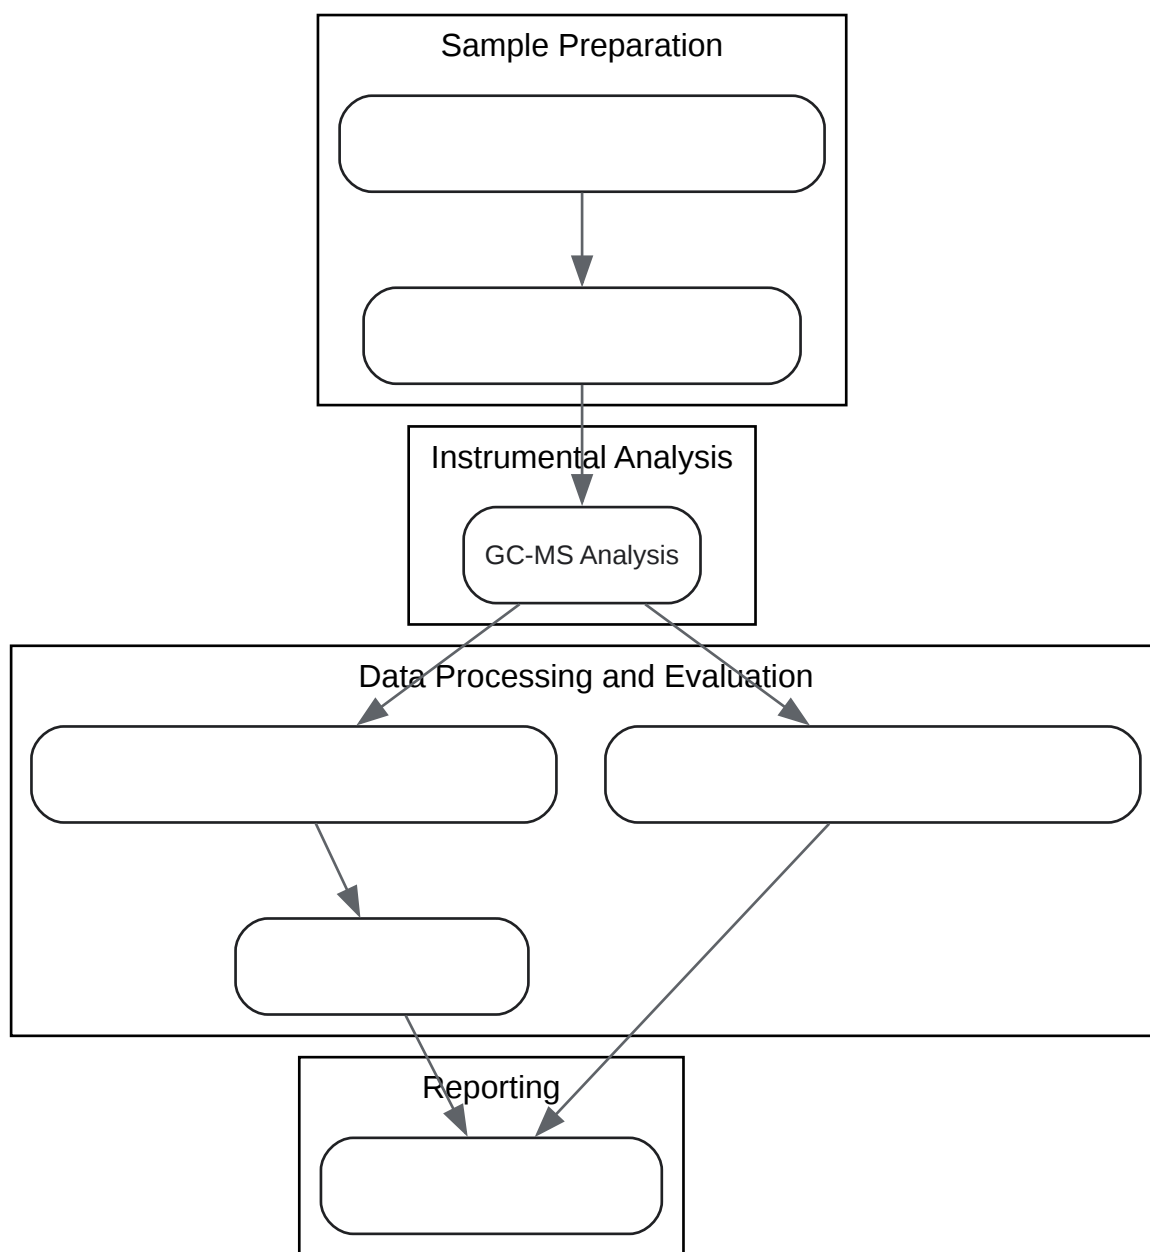 Sample Preparation
Instrumental Analysis
GC-MS Analysis
Data Processing and Evaluation
Reporting